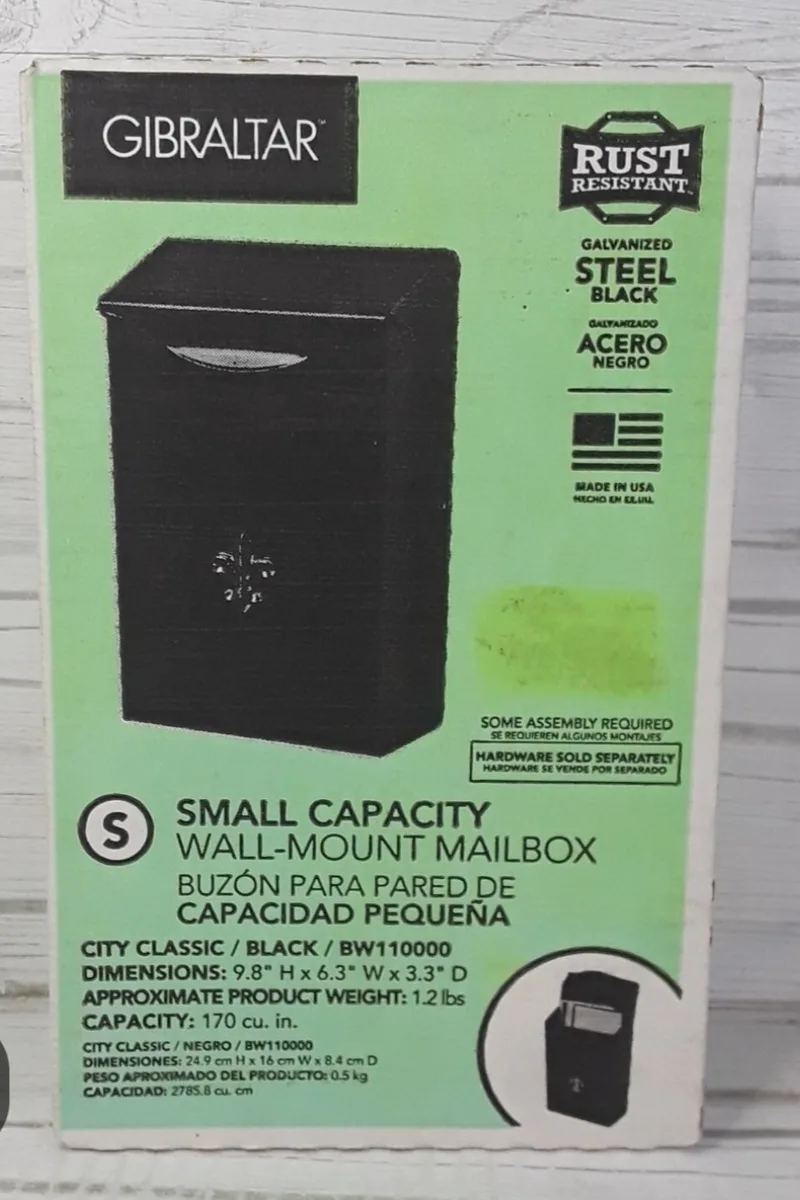 GIBRALTAR™
RUST
RESISTANT™
GALVANIZED
STEEL
BLACK
GALVANIZADO
ACERO
NEGRO
MADE IN USA
HECHO EN EE.UU.
SOME ASSEMBLY REQUIRED
SE REQUIEREN ALGUNOS MONTAJES
HARDWARE SOLD SEPARATELY
HARDWARE SE VENDE POR SEPARADO
S
SMALL CAPACITY
WALL-MOUNT MAILBOX
BUZÓN PARA PARED DE
CAPACIDAD PEQUEÑA
CITY CLASSIC / BLACK / BW110000
DIMENSIONS: 9.8" H x 6.3" W x 3.3" D
APPROXIMATE PRODUCT WEIGHT: 1.2 lbs
CAPACITY: 170 cu. in.
CITY CLASSIC / NEGRO / BW110000
DIMENSIONES: 24.9 cm H x 16 cm W x 8.4 cm D
PESO APROXIMADO DEL PRODUCTO: 0.5 kg
CAPACIDAD: 2785.8 cu. cm